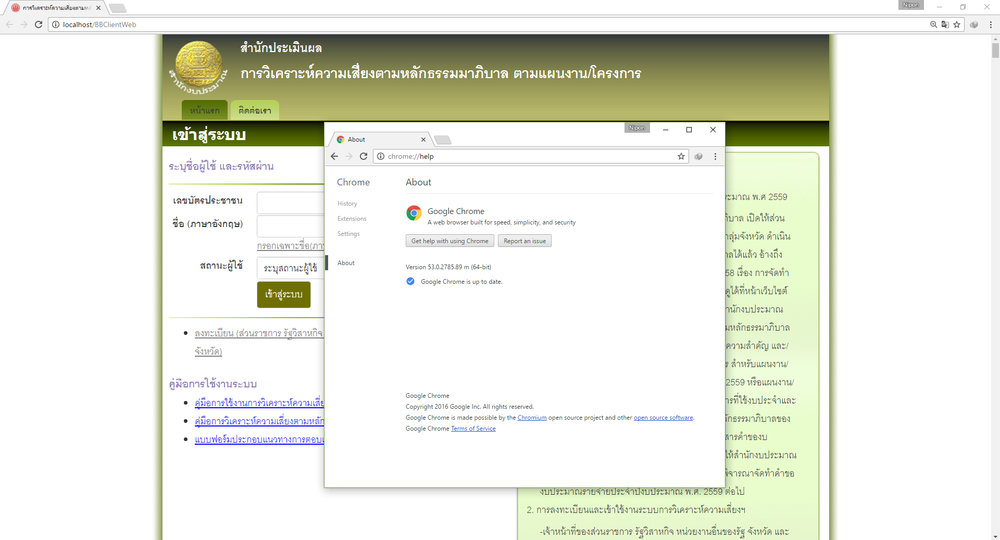 การวิเคราะห์ความเสี่ยงตามห
Nipon
localhost/BBClientWeb
สำนักงบประมาณ
สำนักประเมินผล
การวิเคราะห์ความเสี่ยงตามหลักธรรมมาภิบาล ตามแผนงาน/โครงการ
หน้าแรก
ติดต่อเรา
เข้าสู่ระบบ
ระบุชื่อผู้ใช้ และรหัสผ่าน
เลขบัตรประชาชน
ชื่อ (ภาษาอังกฤษ)
กรอกเฉพาะชื่อ(ภา
สถานะผู้ใช้
ระบุสถานะผู้ใช้
เข้าสู่ระบบ
ลงทะเบียน (ส่วนราชการ รัฐวิสาหกิจ
จังหวัด)
คู่มือการใช้งานระบบ
คู่มือการใช้งานการวิเคราะห์ความเสี่
คู่มือการวิเคราะห์ความเสี่ยงตามหลัก
แบบฟอร์มประกอบแนวทางการตอบ
Nipon
About
chrome://help
Chrome
History
Extensions
Settings
About
About
Google Chrome
A web browser built for speed, simplicity, and security
Get help with using Chrome
Report an issue
Version 53.0.2785.89 m (64-bit)
Google Chrome is up to date.
Google Chrome
Copyright 2016 Google Inc. All rights reserved.
Google Chrome is made possible by the Chromium open source project and other open source software.
Google Chrome Terms of Service
ระมาณ พ.ศ 2559
ภิบาล เปิดให้ส่วน
กลุ่มจังหวัด ดำเนิน
าลได้แล้ว อ้างถึง
58 เรื่อง การจัดทำ
ดูได้ที่หน้าเว็บไซต์
านักงบประมาณ
มหลักธรรมาภิบาล
ความสำคัญ และ/
ร สำหรับแผนงาน/
2559 หรือแผนงาน/
ารที่ใช้งบประจำและ
ลักธรรมาภิบาลของ
สารคำของบ
ให้สำนักงบประมาณ
พิจารณาจัดทำคำขอ
งบประมาณรายจ่ายประจำปีงบประมาณ พ.ศ. 2559 ต่อไป
2. การลงทะเบียนและเข้าใช้งานระบบการวิเคราะห์ความเสี่ยงฯ
-เจ้าหน้าที่ของส่วนราชการ รัฐวิสาหกิจ หน่วยงานอื่นของรัฐ จังหวัด และ